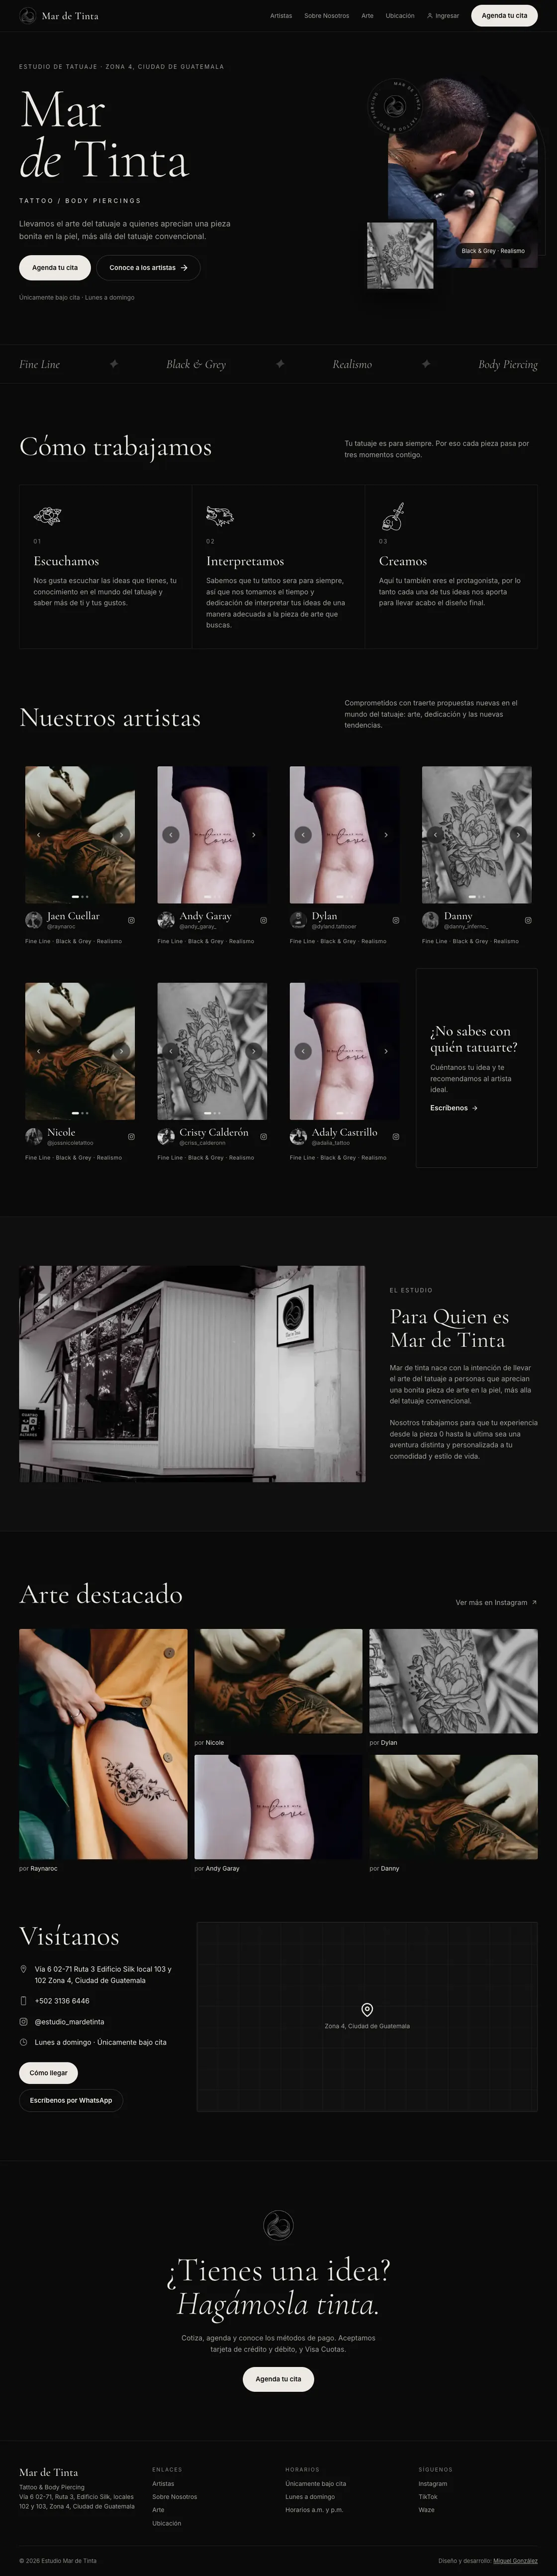 Mar de Tinta
Artistas
Sobre Nosotros
Arte
Ubicación
Ingresar
Agenda tu cita
ESTUDIO DE TATUAJE · ZONA 4, CIUDAD DE GUATEMALA
Mar
de Tinta
TATTOO / BODY PIERCINGS
Llevamos el arte del tatuaje a quienes aprecian una pieza
bonita en la piel, más allá del tatuaje convencional.
Agenda tu cita
Conoce a los artistas
Únicamente bajo cita · Lunes a domingo
MAR DE TINTA · TATTOO & BODY PIERCING
Black & Grey · Realismo
Fine Line
Black & Grey
Realismo
Body Piercing
Cómo trabajamos
Tu tatuaje es para siempre. Por eso cada pieza pasa por
tres momentos contigo.
01
Escuchamos
Nos gusta escuchar las ideas que tienes, tu
conocimiento en el mundo del tatuaje y
saber más de ti y tus gustos.
02
Interpretamos
Sabemos que tu tattoo sera para siempre,
así que nos tomamos el tiempo y
dedicación de interpretar tus ideas de una
manera adecuada a la pieza de arte que
buscas.
03
Creamos
Aquí tu también eres el protagonista, por lo
tanto cada una de tus ideas nos aporta
para llevar acabo el diseño final.
Nuestros artistas
Comprometidos con traerte propuestas nuevas en el
mundo del tatuaje: arte, dedicación y las nuevas
tendencias.
Jaen Cuellar
@raynaroc
Fine Line · Black & Grey · Realismo
Love
Andy Garay
@andy_garay_
Fine Line · Black & Grey · Realismo
Love
Dylan
@dyland.tattooer
Fine Line · Black & Grey · Realismo
Danny
@danny_inferno_
Fine Line · Black & Grey · Realismo
Nicole
@josanicoletattoo
Fine Line · Black & Grey · Realismo
Cristy Calderón
@criss_calderonn
Fine Line · Black & Grey · Realismo
Love
Adaly Castrillo
@adalia_tattoo
Fine Line · Black & Grey · Realismo
¿No sabes con
quién tatuarte?
Cuéntanos tu idea y te
recomendamos al artista
ideal.
Escríbenos
EL ESTUDIO
Para Quien es
Mar de Tinta
Mar de tinta nace con la intención de llevar
el arte del tatuaje a personas que aprecian
una bonita pieza de arte en la piel, más alla
del tatuaje convencional.
Nosotros trabajamos para que tu experiencia
desde la pieza 0 hasta la ultima sea una
aventura distinta y personalizada a tu
comodidad y estilo de vida.
Arte destacado
Ver más en Instagram
por Nicole
por Dylan
Love
por Raynaroc
por Andy Garay
por Danny
Visítanos
Vía 6 02-71 Ruta 3 Edificio Silk local 103 y
102 Zona 4, Ciudad de Guatemala
+502 3136 6446
@estudio_mardetinta
Lunes a domingo · Únicamente bajo cita
Cómo llegar
Escríbenos por WhatsApp
Zona 4, Ciudad de Guatemala
¿Tienes una idea?
Hagámosla tinta.
Cotiza, agenda y conoce los métodos de pago. Aceptamos
tarjeta de crédito y débito, y Visa Cuotas.
Agenda tu cita
Mar de Tinta
Tattoo & Body Piercing
Vía 6 02-71, Ruta 3, Edificio Silk, locales
102 y 103, Zona 4, Ciudad de Guatemala
ENLACES
Artistas
Sobre Nosotros
Arte
Ubicación
HORARIOS
Únicamente bajo cita
Lunes a domingo
Horarios a.m. y p.m.
SÍGUENOS
Instagram
TikTok
Waze
© 2026 Estudio Mar de Tinta
Diseño y desarrollo: Miguel González